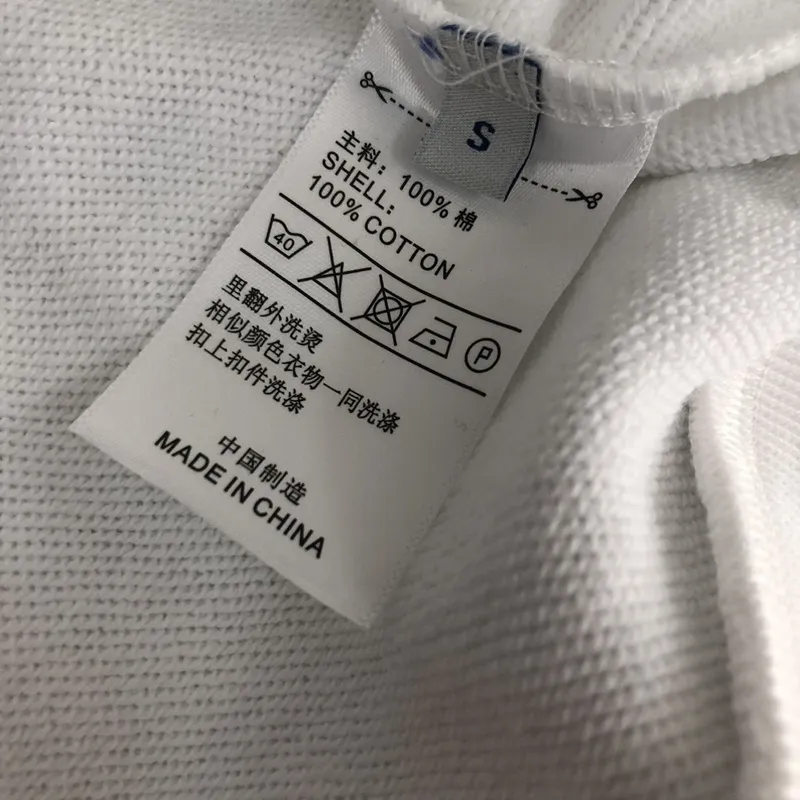 S
主料：100% 棉
SHELL:
100% COTTON
40
P
里翻外洗烫
相似颜色衣物一同洗涤
扣上扣件洗涤
中国制造
MADE IN CHINA